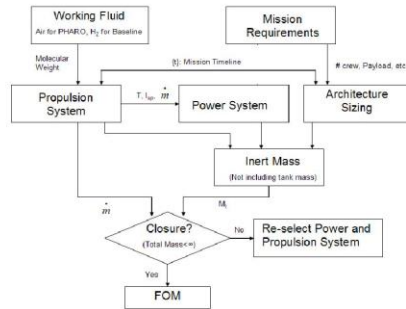 Working Fluid
Air for PHARO, H₂ for Baseline
Mission
Requirements
Molecular
Weight
[t]: Mission Timeline
# crew, Payload, etc
Propulsion
System
T, Isp, ṁ
Power System
Architecture
Sizing
Inert Mass
(Not including tank mass)
ṁ
Mi
Closure?
(Total Mass<∞)
No
Re-select Power and
Propulsion System
Yes
FOM